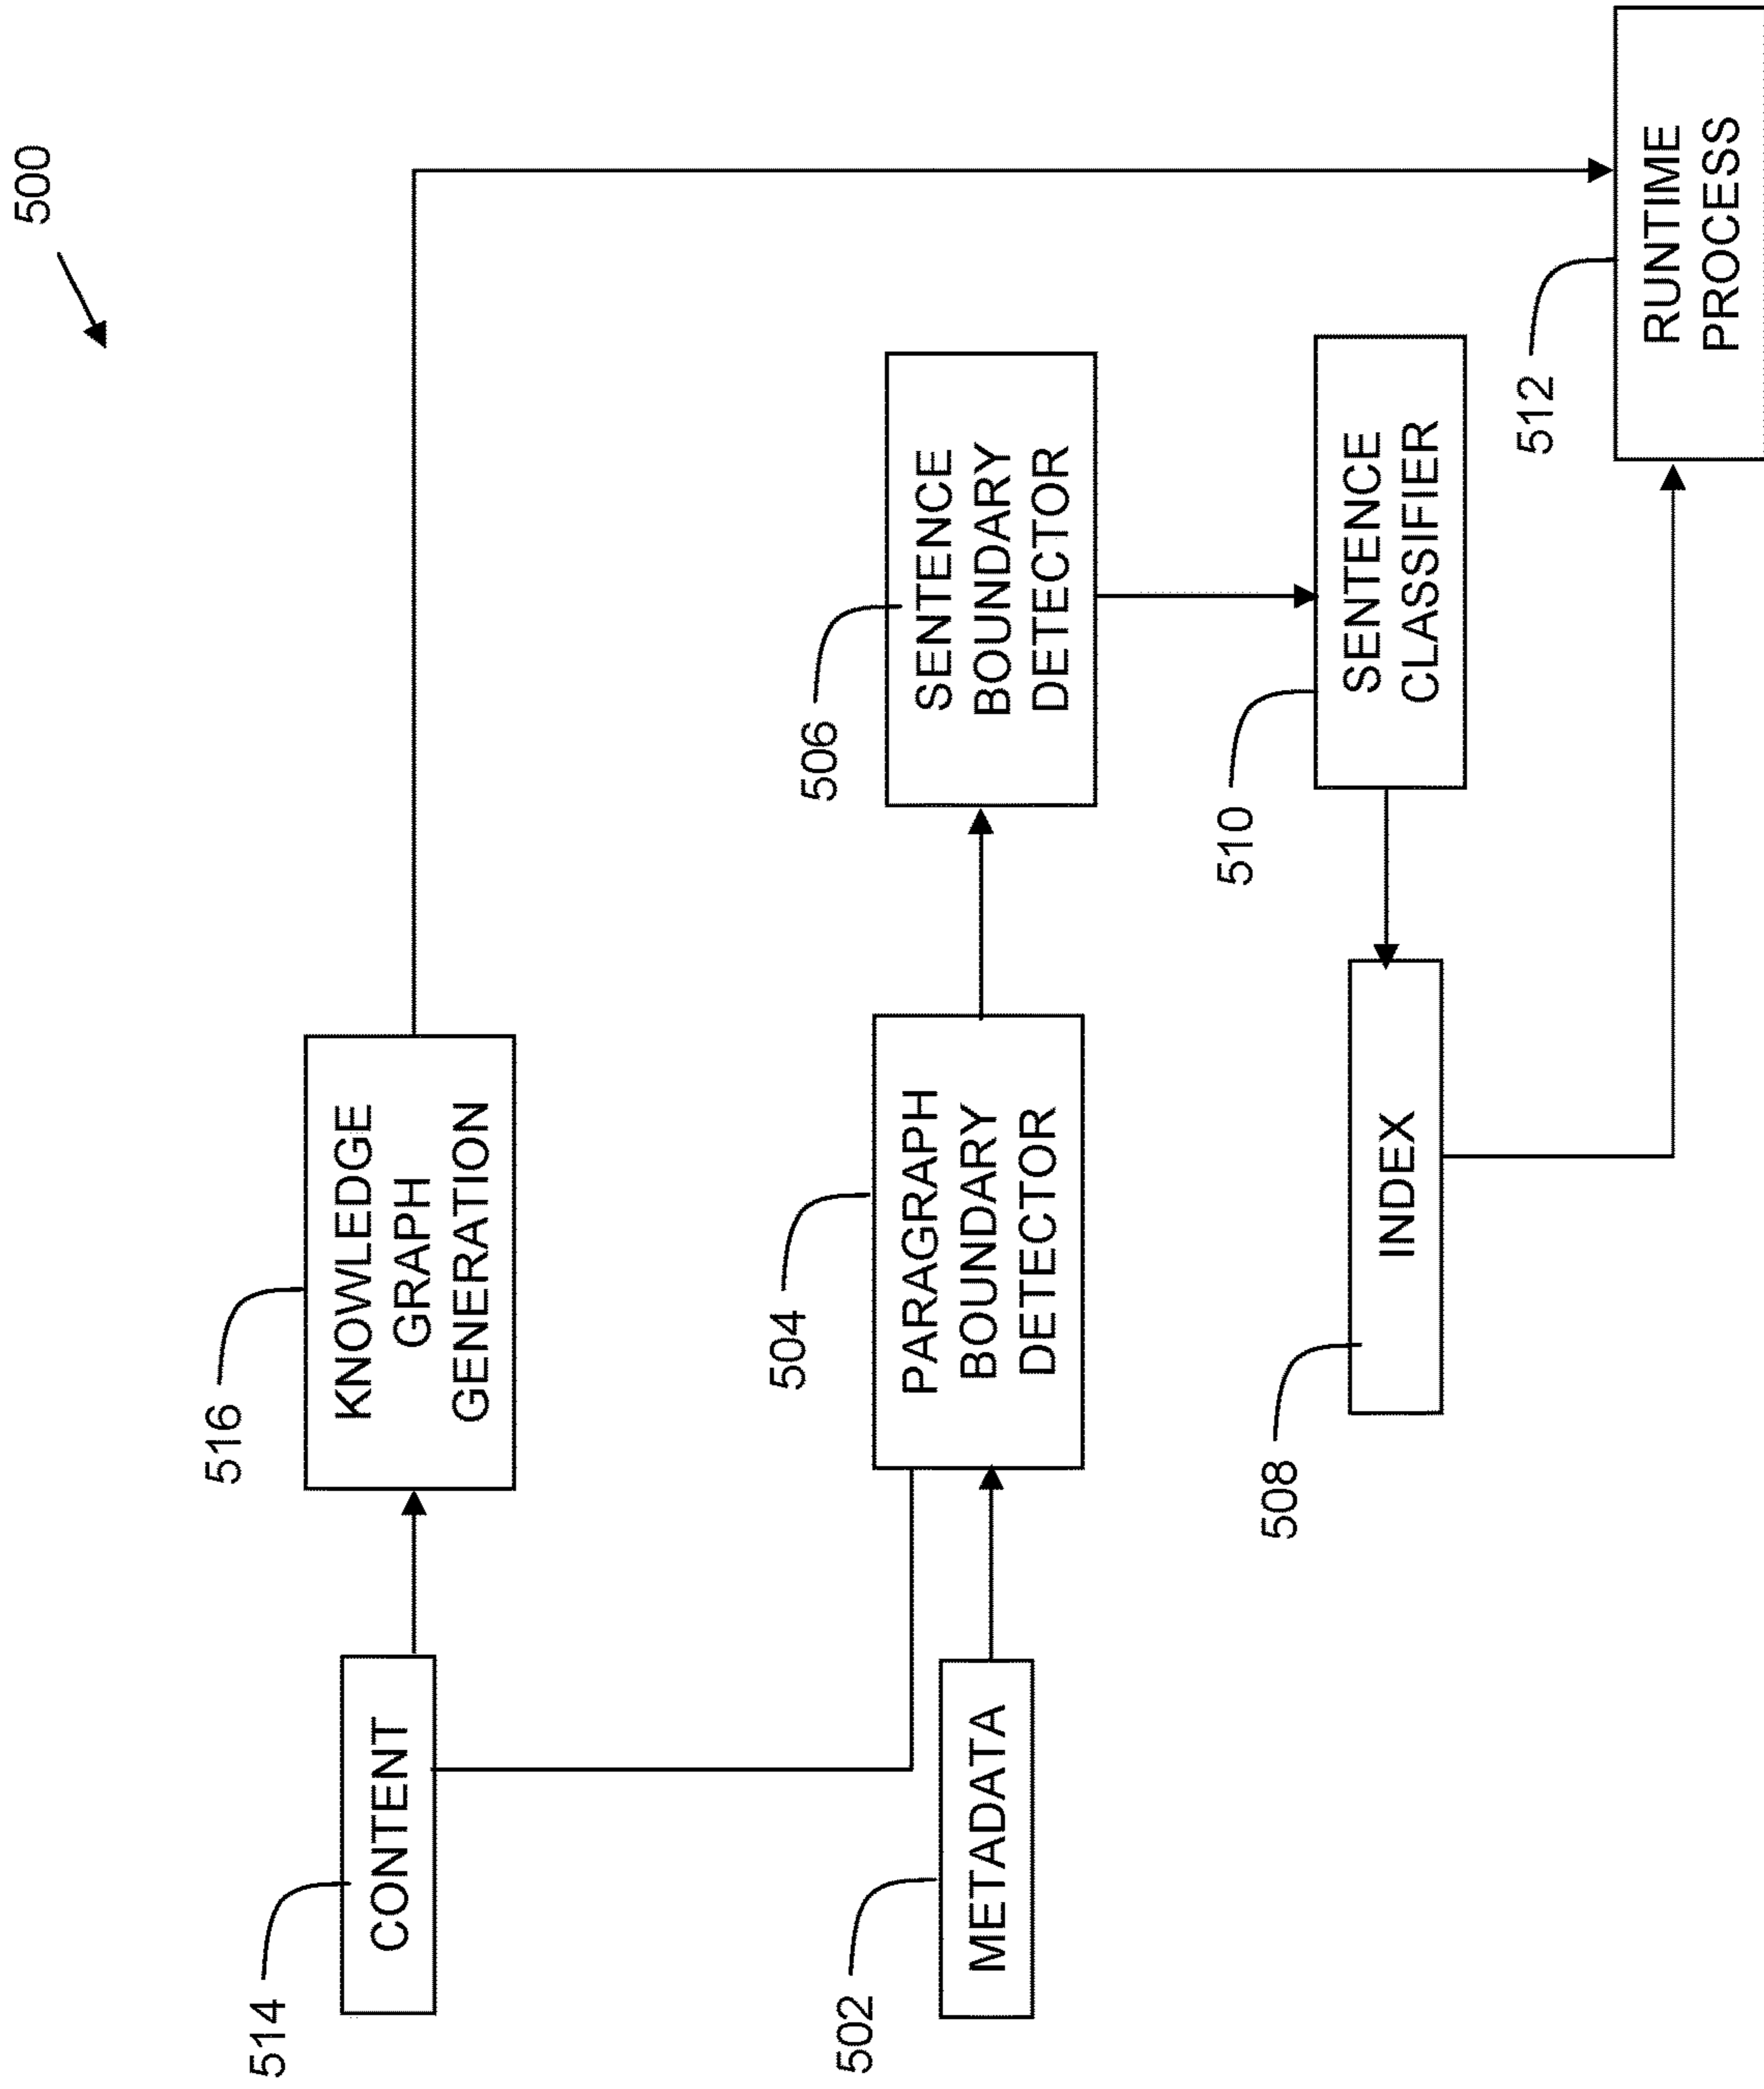 500
516
KNOWLEDGE
GRAPH
GENERATION
514
CONTENT
504
PARAGRAPH
BOUNDARY
DETECTOR
506
SENTENCE
BOUNDARY
DETECTOR
502
METADATA
510
SENTENCE
CLASSIFIER
508
INDEX
512
RUNTIME
PROCESS